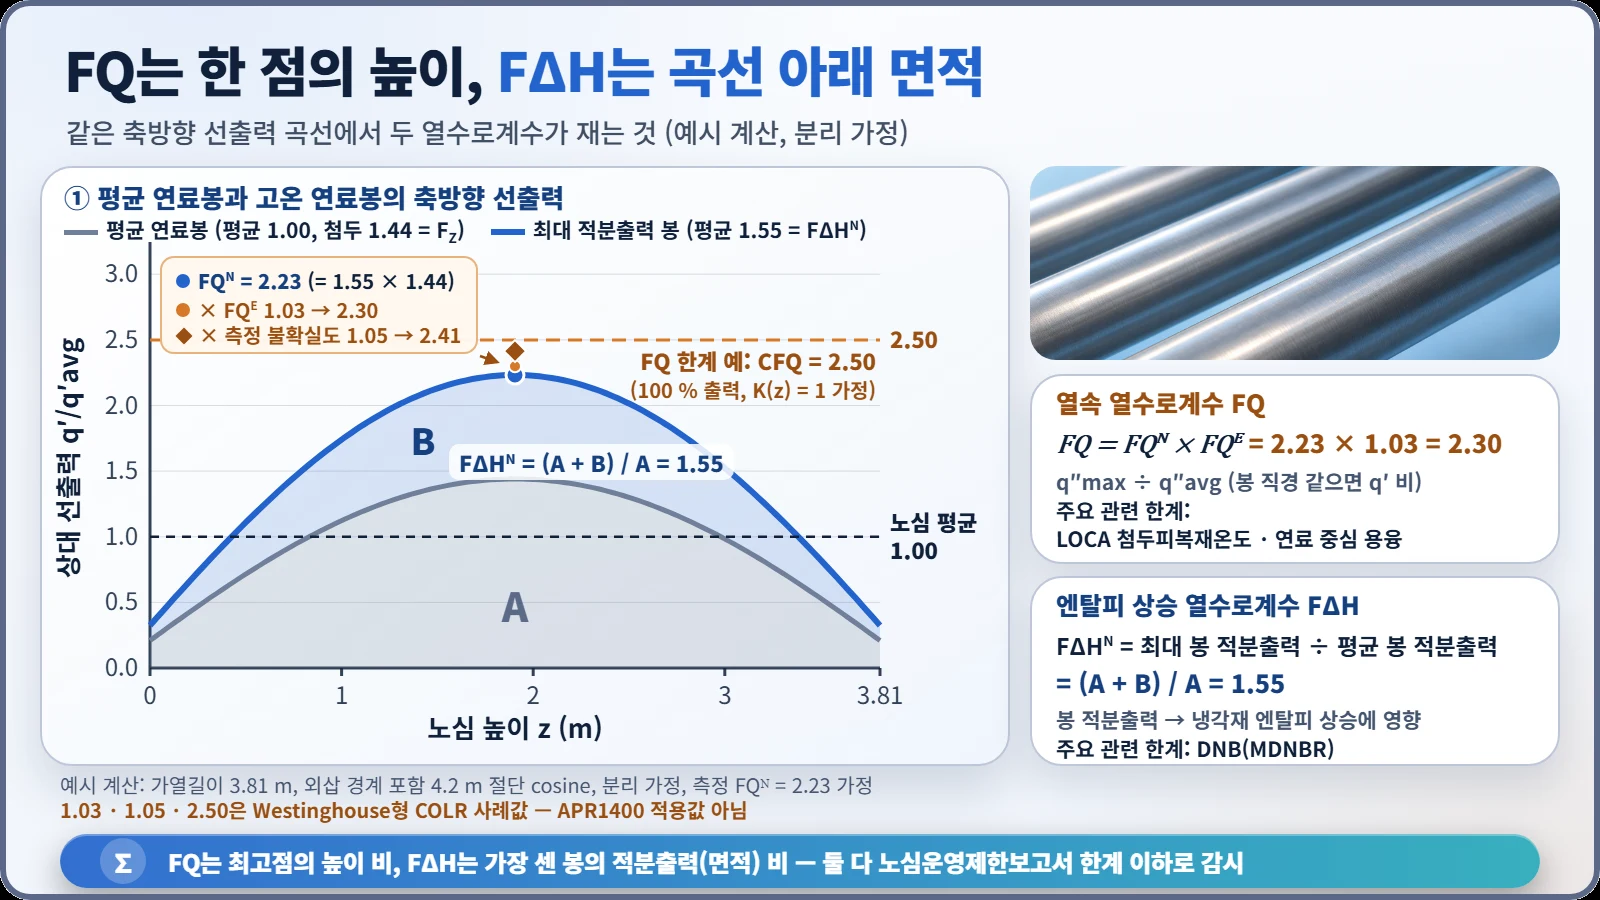 FQ는 한 점의 높이, FΔH는 곡선 아래 면적
같은 축방향 선출력 곡선에서 두 열수로계수가 재는 것 (예시 계산, 분리 가정)
① 평균 연료봉과 고온 연료봉의 축방향 선출력
평균 연료봉 (평균 1.00, 첨두 1.44 = F_Z) 최대 적분출력 봉 (평균 1.55 = FΔHᴺ)
상대 선출력 q′/q′avg
3.0
2.5
2.0
1.5
1.0
0.5
0.0
FQᴺ = 2.23 (= 1.55 × 1.44)
× FQᴱ 1.03 → 2.30
× 측정 불확실도 1.05 → 2.41
2.50
FQ 한계 예: CFQ = 2.50
(100 % 출력, K(z) = 1 가정)
B
FΔHᴺ = (A + B) / A = 1.55
노심 평균
1.00
A
0 1 2 3 3.81
노심 높이 z (m)
열속 열수로계수 FQ
FQ = FQᴺ × FQᴱ = 2.23 × 1.03 = 2.30
q″max ÷ q″avg (봉 직경 같으면 q′ 비)
주요 관련 한계:
LOCA 첨두피복재온도 · 연료 중심 용융
엔탈피 상승 열수로계수 FΔH
FΔHᴺ = 최대 봉 적분출력 ÷ 평균 봉 적분출력
= (A + B) / A = 1.55
봉 적분출력 → 냉각재 엔탈피 상승에 영향
주요 관련 한계: DNB(MDNBR)
예시 계산: 가열길이 3.81 m, 외삽 경계 포함 4.2 m 절단 cosine, 분리 가정, 측정 FQᴺ = 2.23 가정
1.03 · 1.05 · 2.50은 Westinghouse형 COLR 사례값 — APR1400 적용값 아님
Σ FQ는 최고점의 높이 비, FΔH는 가장 센 봉의 적분출력(면적) 비 — 둘 다 노심운영제한보고서 한계 이하로 감시